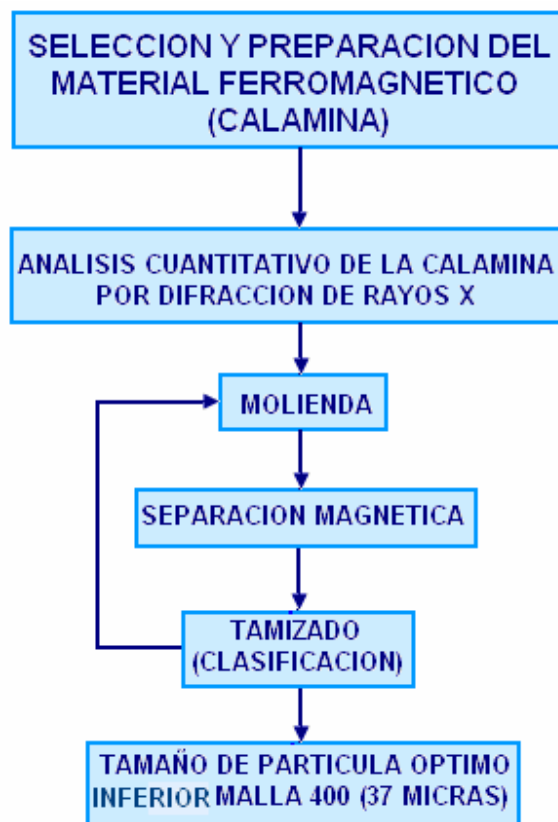 SELECCION Y PREPARACION DEL
MATERIAL FERROMAGNETICO
(CALAMINA)
ANALISIS CUANTITATIVO DE LA CALAMINA
POR DIFRACCION DE RAYOS X
MOLIENDA
SEPARACION MAGNETICA
TAMIZADO
(CLASIFICACION)
TAMAÑO DE PARTICULA OPTIMO
INFERIOR MALLA 400 (37 MICRAS)